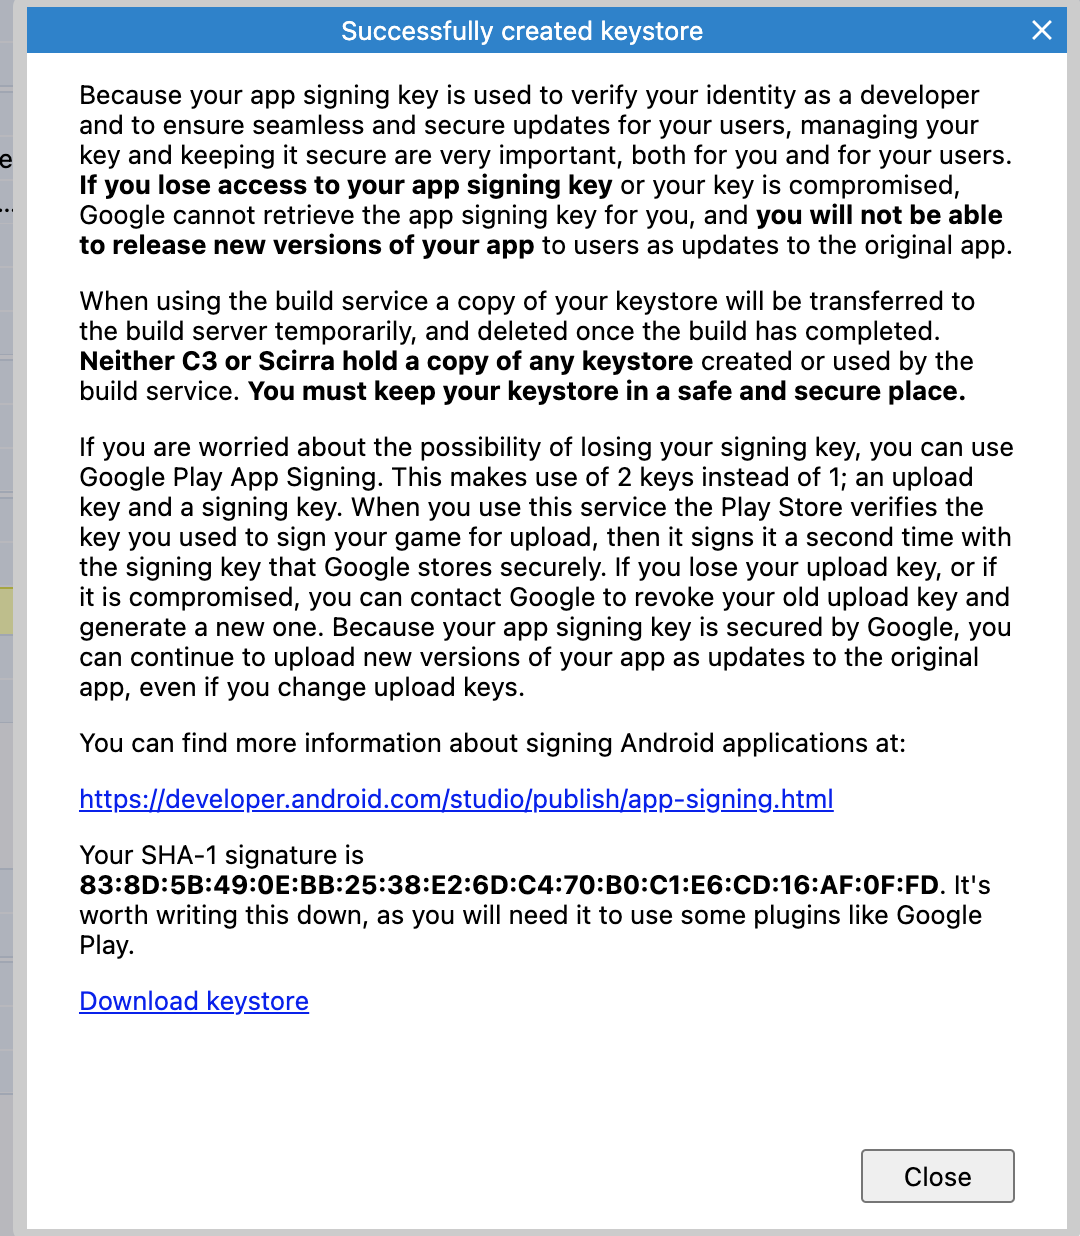 Successfully created keystore
Because your app signing key is used to verify your identity as a developer
and to ensure seamless and secure updates for your users, managing your
key and keeping it secure are very important, both for you and for your users.
If you lose access to your app signing key or your key is compromised,
Google cannot retrieve the app signing key for you, and you will not be able
to release new versions of your app to users as updates to the original app.
When using the build service a copy of your keystore will be transferred to
the build server temporarily, and deleted once the build has completed.
Neither C3 or Scirra hold a copy of any keystore created or used by the
build service. You must keep your keystore in a safe and secure place.
If you are worried about the possibility of losing your signing key, you can use
Google Play App Signing. This makes use of 2 keys instead of 1; an upload
key and a signing key. When you use this service the Play Store verifies the
key you used to sign your game for upload, then it signs it a second time with
the signing key that Google stores securely. If you lose your upload key, or if
it is compromised, you can contact Google to revoke your old upload key and
generate a new one. Because your app signing key is secured by Google, you
can continue to upload new versions of your app as updates to the original
app, even if you change upload keys.
You can find more information about signing Android applications at:
https://developer.android.com/studio/publish/app-signing.html
Your SHA-1 signature is
83:8D:5B:49:0E:BB:25:38:E2:6D:C4:70:B0:C1:E6:CD:16:AF:0F:FD. It's
worth writing this down, as you will need it to use some plugins like Google
Play.
Download keystore
Close